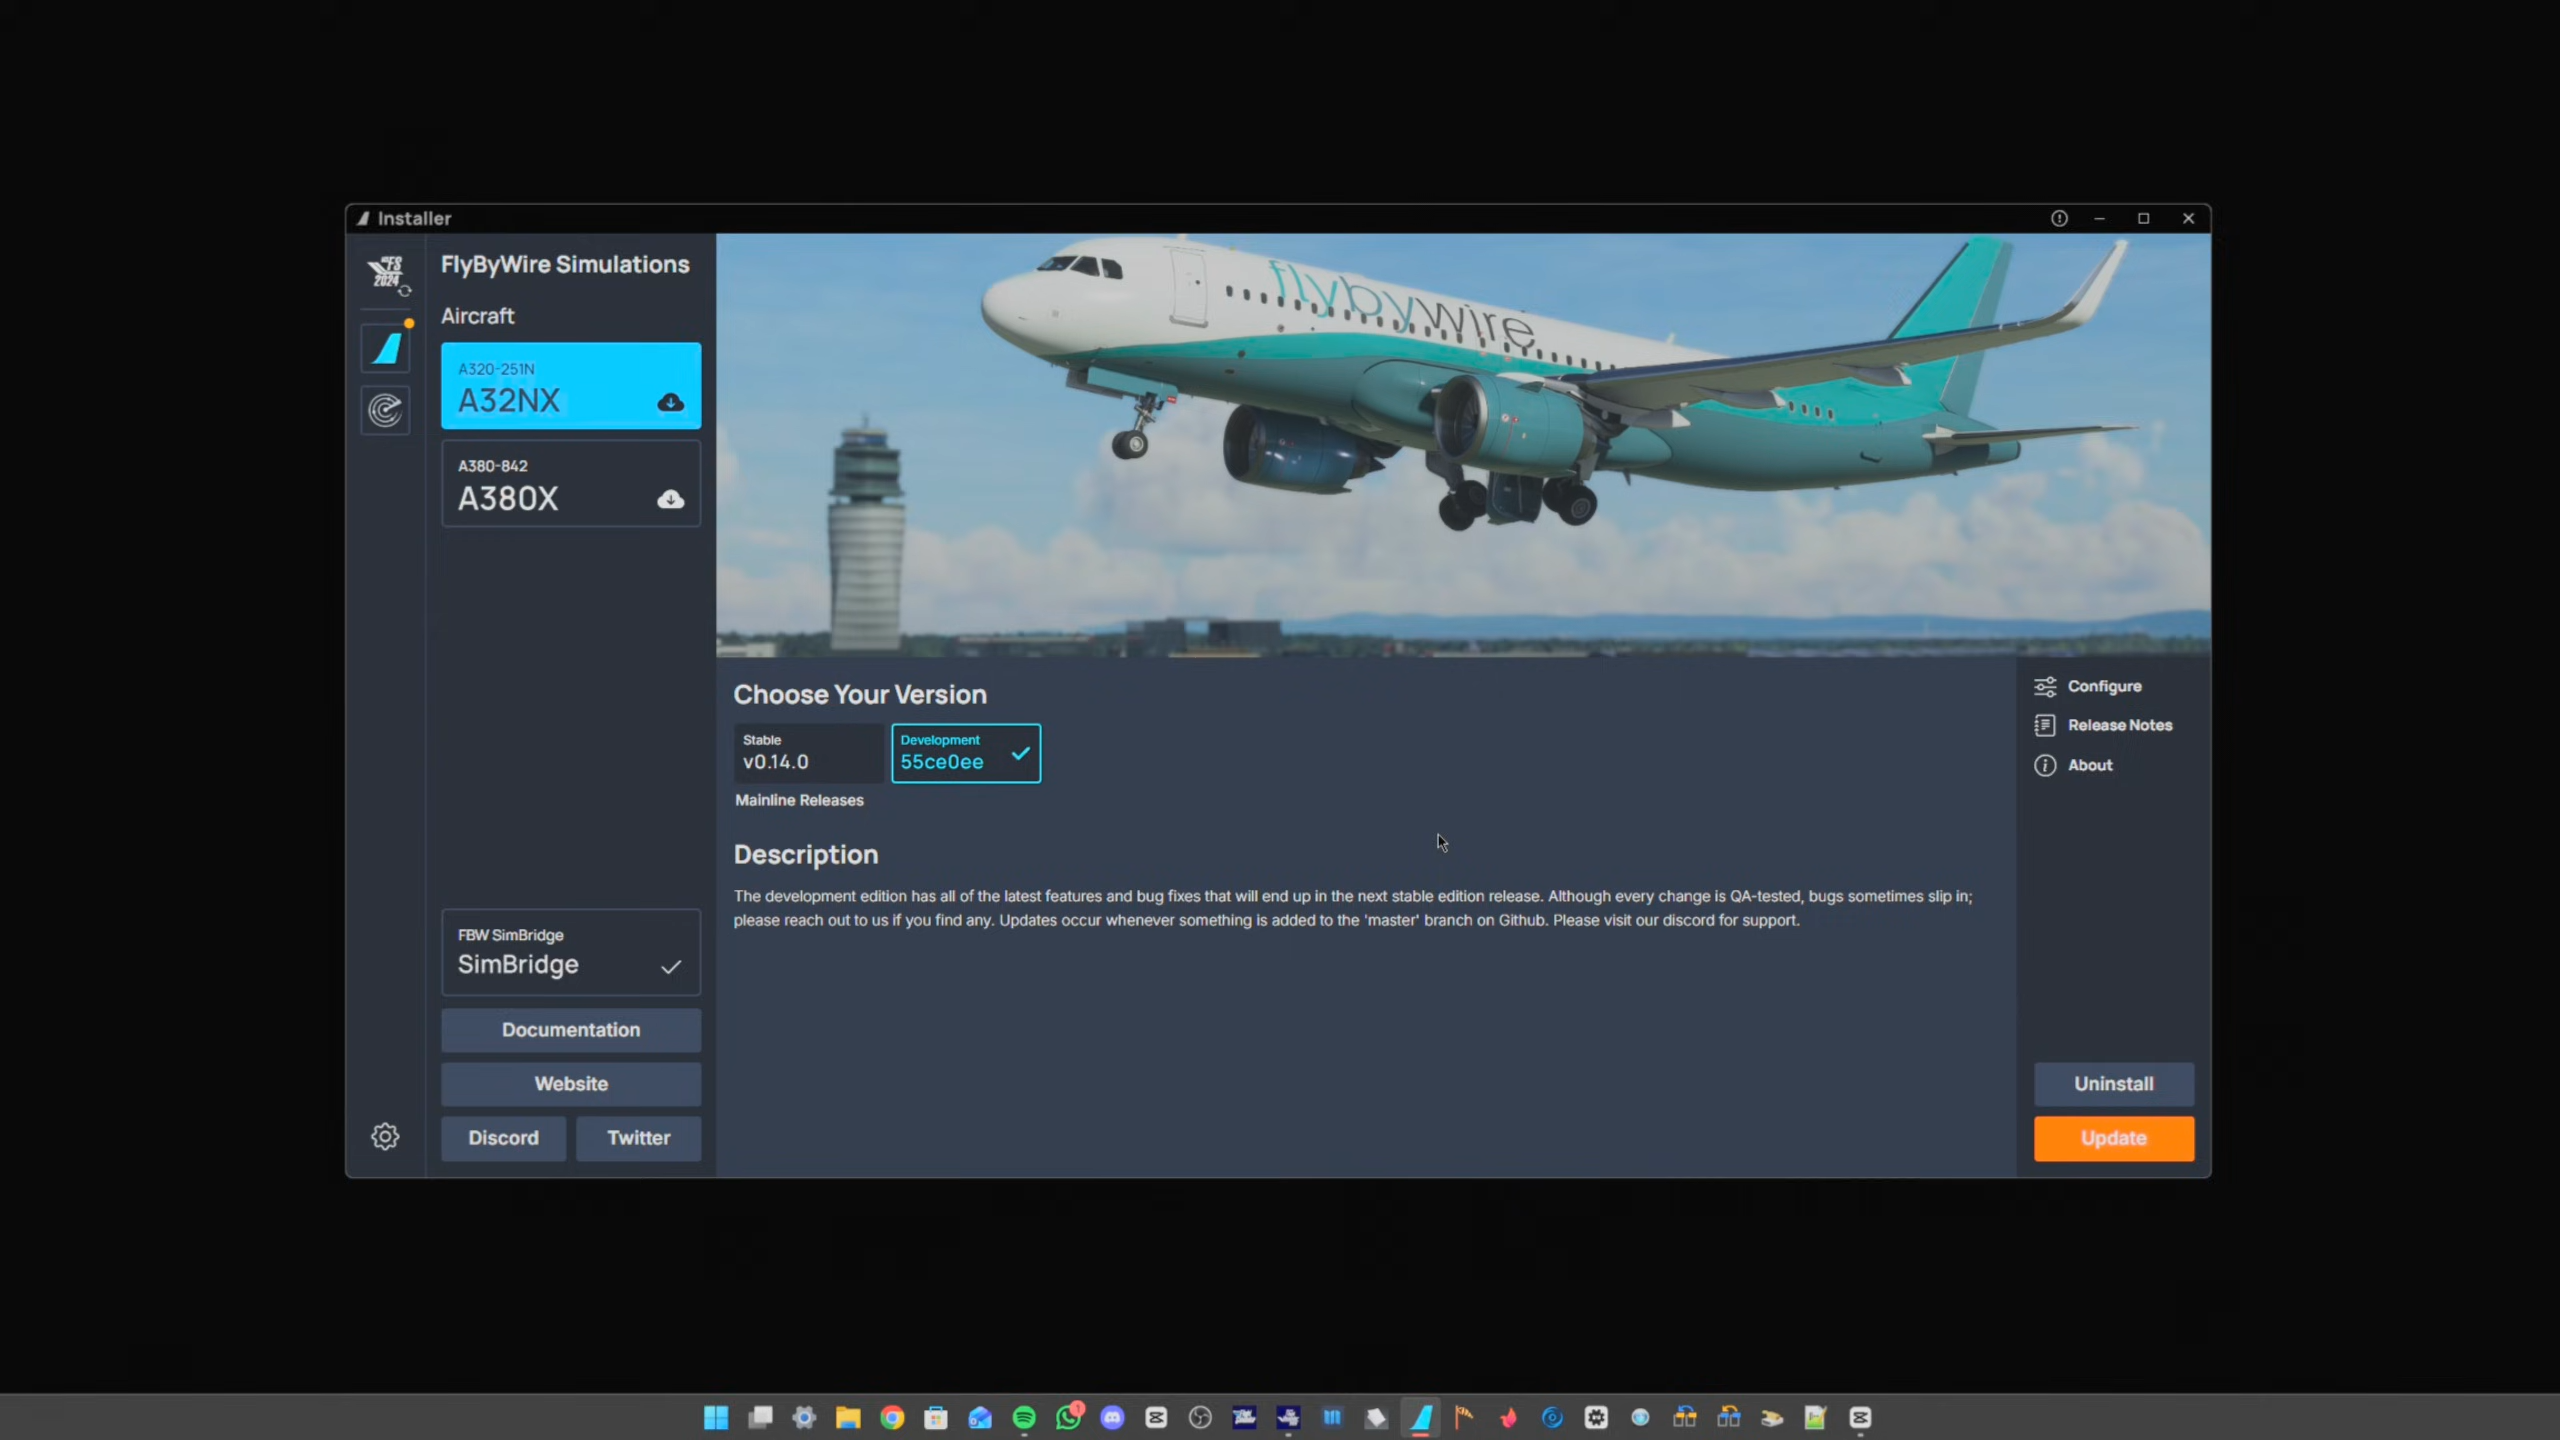 Installer
FS
2024
FlyByWire Simulations
Aircraft
A320-251N
A32NX
A380-842
A380X
flybywire
Choose Your Version
Stable
v0.14.0
Development
55ce0ee
Mainline Releases
Description
The development edition has all of the latest features and bug fixes that will end up in the next stable edition release. Although every change is QA-tested, bugs sometimes slip in;
please reach out to us if you find any. Updates occur whenever something is added to the 'master' branch on Github. Please visit our discord for support.
Configure
Release Notes
About
FBW SimBridge
SimBridge
Documentation
Website
Discord
Twitter
Uninstall
Update